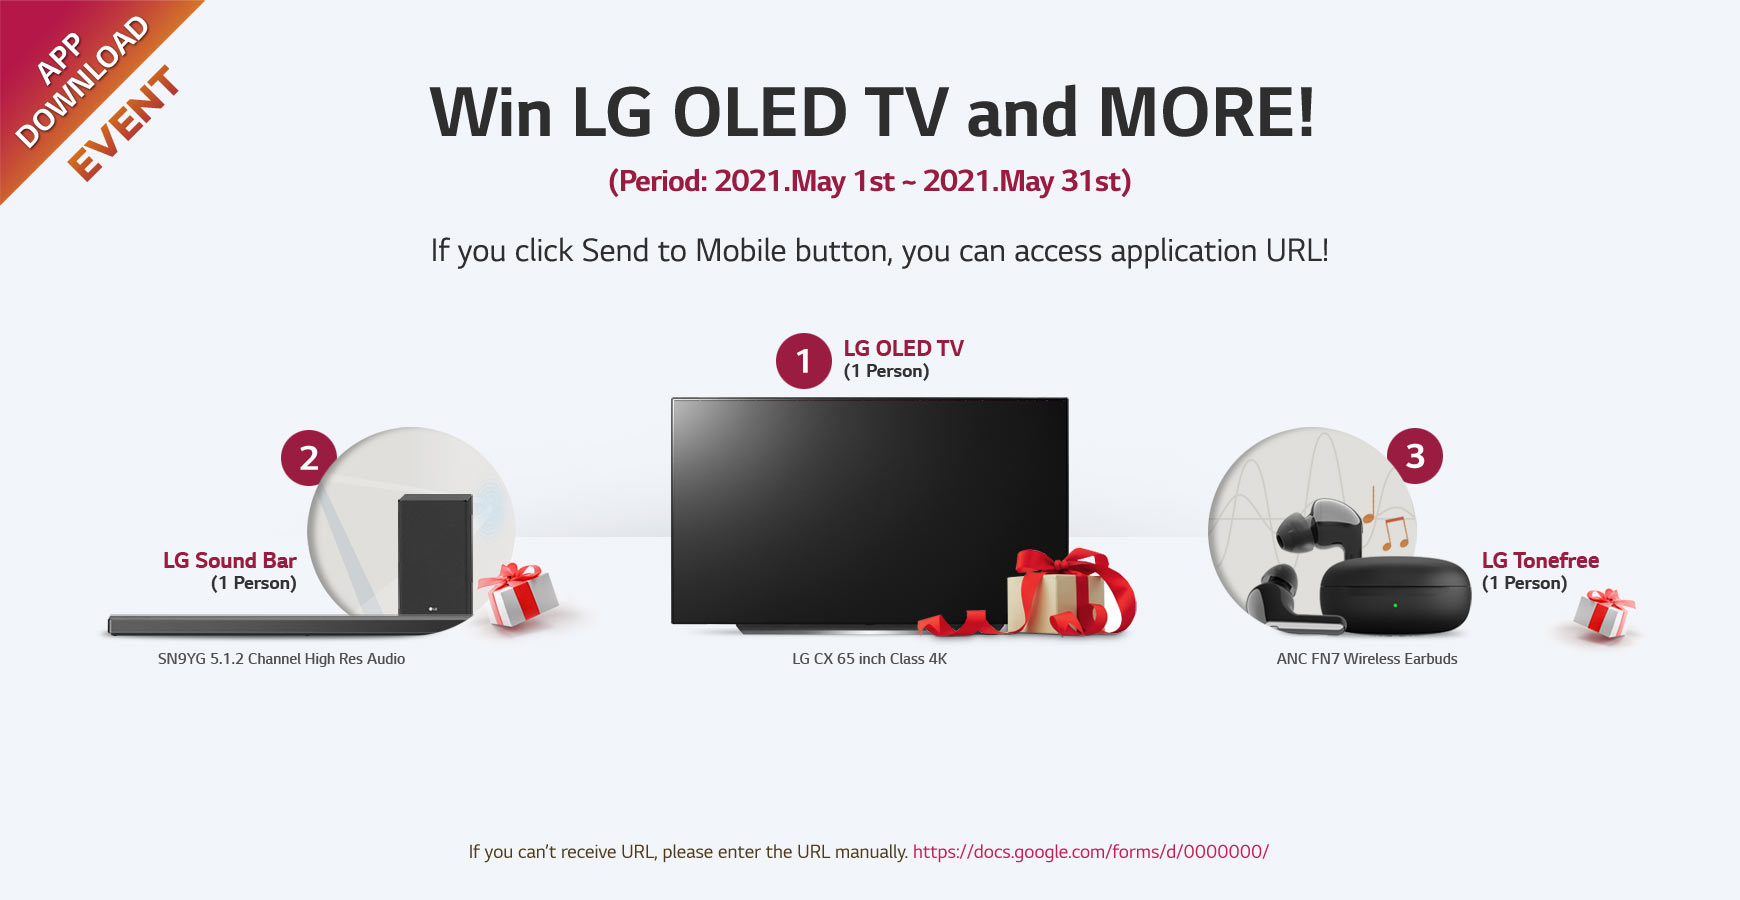 APP
DOWNLOAD
EVENT
Win LG OLED TV and MORE!
(Period: 2021.May 1st ~ 2021.May 31st)
If you click Send to Mobile button, you can access application URL!
1
LG OLED TV
(1 Person)
2
3
LG Sound Bar
(1 Person)
LG
LG Tonefree
(1 Person)
SN9YG 5.1.2 Channel High Res Audio
LG CX 65 inch Class 4K
ANC FN7 Wireless Earbuds
If you can't receive URL, please enter the URL manually. https://docs.google.com/forms/d/0000000/